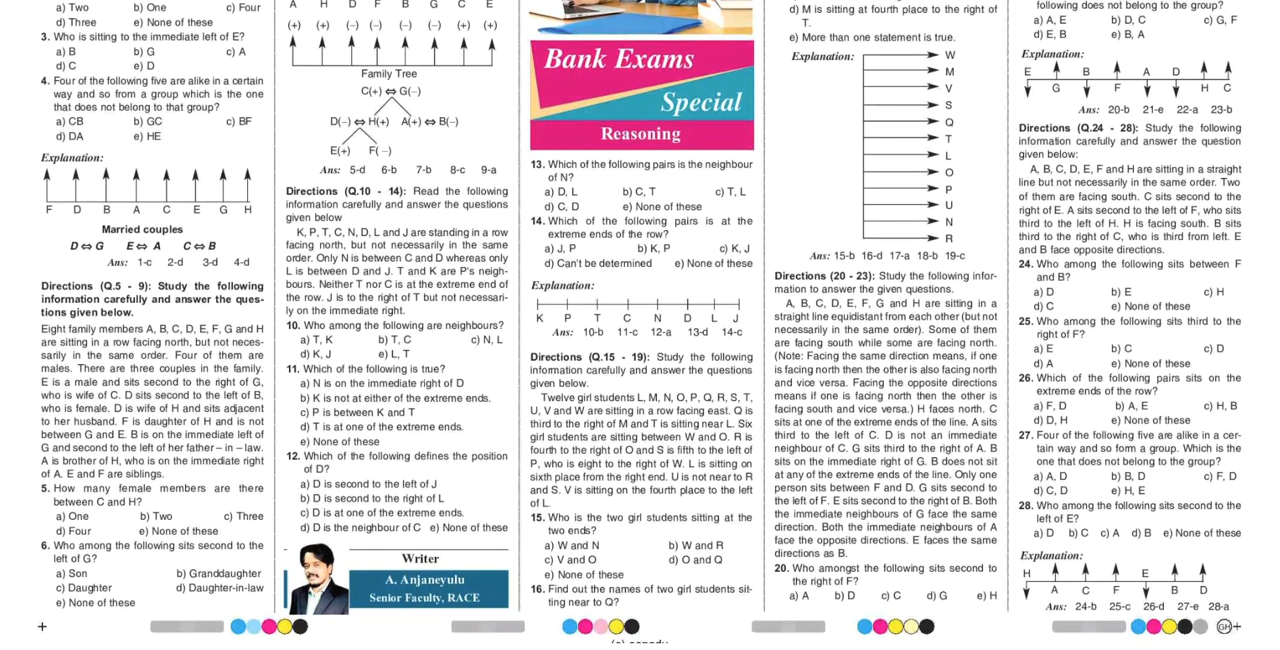 a) Two b) One c) Four
d) Three e) None of these
3. Who is sitting to the immediate left of E?
a) B b) G c) A
d) C e) D
4. Four of the following five are alike in a certain
way and so from a group which is the one
that does not belong to that group?
a) CB b) GC c) BF
d) DA e) HE
Explanation:
F D B A C E G H
Married couples
D⇔G E⇔A C⇔B
Ans: 1-c 2-d 3-d 4-d
Directions (Q.5 - 9): Study the following
information carefully and answer the ques-
tions given below.
Eight family members A, B, C, D, E, F, G and H
are sitting in a row facing north, but not neces-
sarily in the same order. Four of them are
males. There are three couples in the family.
E is a male and sits second to the right of G,
who is wife of C. D sits second to the left of B,
who is female. D is wife of H and sits adjacent
to her husband. F is daughter of H and is not
between G and E. B is on the immediate left of
G and second to the left of her father – in – law.
A is brother of H, who is on the immediate right
of A. E and F are siblings.
5. How many female members are there
between C and H?
a) One b) Two c) Three
d) Four e) None of these
6. Who among the following sits second to the
left of G?
a) Son b) Granddaughter
c) Daughter d) Daughter-in-law
e) None of these
A H D F B G C E
(+) (+) (–) (–) (–) (–) (+) (+)
Family Tree
C(+) ⇔ G(–)
D(–) ⇔ H(+) A(+) ⇔ B(–)
E(+) F( –)
Ans: 5-d 6-b 7-b 8-c 9-a
Directions (Q.10 - 14): Read the following
information carefully and answer the questions
given below
K, P, T, C, N, D, L and J are standing in a row
facing north, but not necessarily in the same
order. Only N is between C and D whereas only
L is between D and J. T and K are P's neigh-
bours. Neither T nor C is at the extreme end of
the row. J is to the right of T but not necessari-
ly on the immediate right.
10. Who among the following are neighbours?
a) T, K b) T, C c) N, L
d) K, J e) L, T
11. Which of the following is true?
a) N is on the immediate right of D
b) K is not at either of the extreme ends.
c) P is between K and T
d) T is at one of the extreme ends.
e) None of these
12. Which of the following defines the position
of D?
a) D is second to the left of J
b) D is second to the right of L
c) D is at one of the extreme ends.
d) D is the neighbour of C e) None of these
Writer
A. Anjaneyulu
Senior Faculty, RACE
Bank Exams
Special
Reasoning
13. Which of the following pairs is the neighbour
of N?
a) D, L b) C, T c) T, L
d) C, D e) None of these
14. Which of the following pairs is at the
extreme ends of the row?
a) J, P b) K, P c) K, J
d) Can't be determined e) None of these
Explanation:
K P T C N D L J
Ans: 10-b 11-c 12-a 13-d 14-c
Directions (Q.15 - 19): Study the following
information carefully and answer the questions
given below.
Twelve girl students L, M, N, O, P, Q, R, S, T,
U, V and W are sitting in a row facing east. Q is
third to the right of M and T is sitting near L. Six
girl students are sitting between W and O. R is
fourth to the right of O and S is fifth to the left of
P, who is eight to the right of W. L is sitting on
sixth place from the right end. U is not near to R
and S. V is sitting on the fourth place to the left
of L.
15. Who is the two girl students sitting at the
two ends?
a) W and N b) W and R
c) V and O d) O and Q
e) None of these
16. Find out the names of two girl students sit-
ting near to Q?
d) M is sitting at fourth place to the right of
T.
e) More than one statement is true.
Explanation:
W
M
V
S
Q
T
L
O
P
U
N
R
Ans: 15-b 16-d 17-a 18-b 19-c
Directions (20 - 23): Study the following infor-
mation to answer the given questions.
A, B, C, D, E, F, G and H are sitting in a
straight line equidistant from each other (but not
necessarily in the same order). Some of them
are facing south while some are facing north.
(Note: Facing the same direction means, if one
is facing north then the other is also facing north
and vice versa. Facing the opposite directions
means if one is facing north then the other is
facing south and vice versa.) H faces north. C
sits at one of the extreme ends of the line. A sits
third to the left of C. D is not an immediate
neighbour of C. G sits third to the right of A. B
sits on the immediate right of G. B does not sit
at any of the extreme ends of the line. Only one
person sits between F and D. G sits second to
the left of F. E sits second to the right of B. Both
the immediate neighbours of G face the same
direction. Both the immediate neighbours of A
face the opposite directions. E faces the same
directions as B.
20. Who amongst the following sits second to
the right of F?
a) A b) D c) C d) G e) H
following does not belong to the group?
a) A, E b) D, C c) G, F
d) E, B e) B, A
Explanation:
E B A D
G F H C
Ans: 20-b 21-e 22-a 23-b
Directions (Q.24 - 28): Study the following
information carefully and answer the question
given below:
A, B, C, D, E, F and H are sitting in a straight
line but not necessarily in the same order. Two
of them are facing south. C sits second to the
right of E. A sits second to the left of F, who sits
third to the left of H. H is facing south. B sits
third to the right of C, who is third from left. E
and B face opposite directions.
24. Who among the following sits between F
and B?
a) D b) E c) H
d) C e) None of these
25. Who among the following sits third to the
right of F?
a) E b) C c) D
d) A e) None of these
26. Which of the following pairs sits on the
extreme ends of the row?
a) F, D b) A, E c) H, B
d) D, H e) None of these
27. Four of the following five are alike in a cer-
tain way and so form a group. Which is the
one that does not belong to the group?
a) A, D b) B, D c) F, D
d) C, D e) H, E
28. Who among the following sits second to the
left of E?
a) D b) C c) A d) B e) None of these
Explanation:
H E
A C F B D
Ans: 24-b 25-c 26-d 27-e 28-a
GH